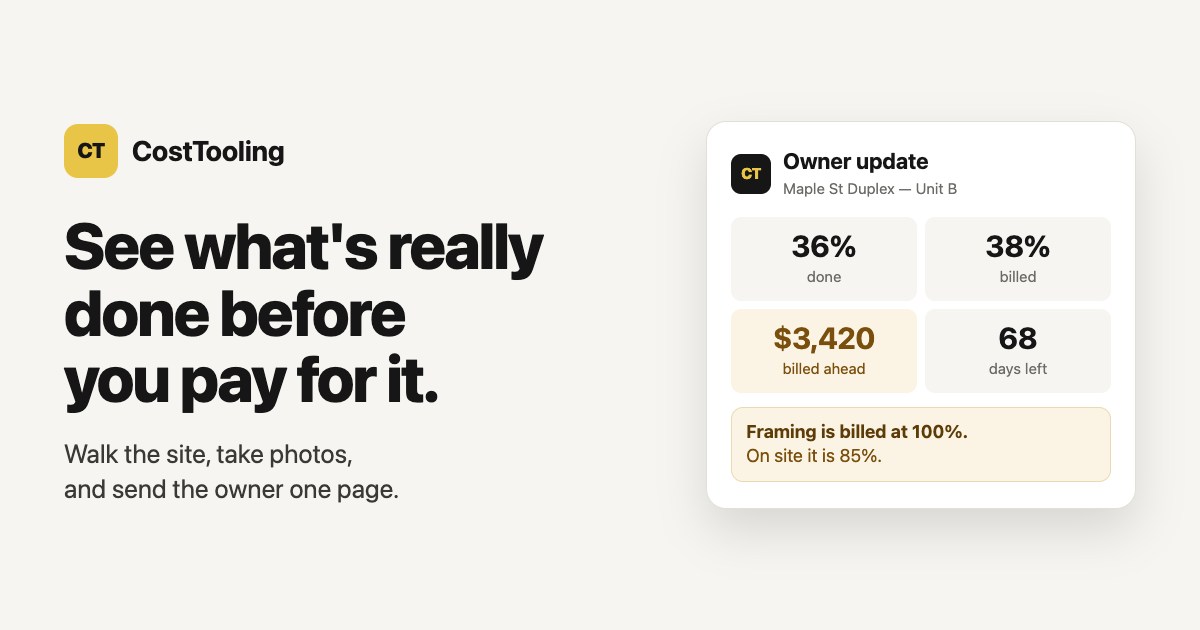 CT
CostTooling
See what's really
done before
you pay for it.
Walk the site, take photos,
and send the owner one page.
CT
Owner update
Maple St Duplex — Unit B
36%
done
38%
billed
$3,420
billed ahead
68
days left
Framing is billed at 100%.
On site it is 85%.